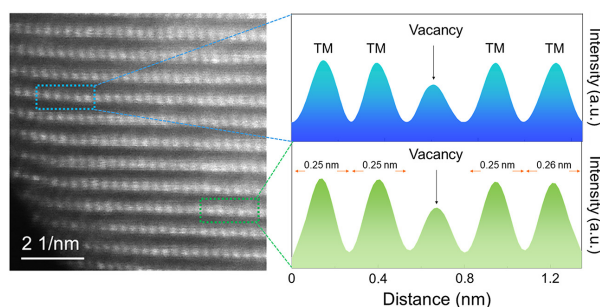 Vacancy
TM TM TM TM
Intensity (a.u.)
Vacancy
0.25 nm 0.25 nm 0.25 nm 0.26 nm
Intensity (a.u.)
2 1/nm
0 0.4 0.8 1.2
Distance (nm)